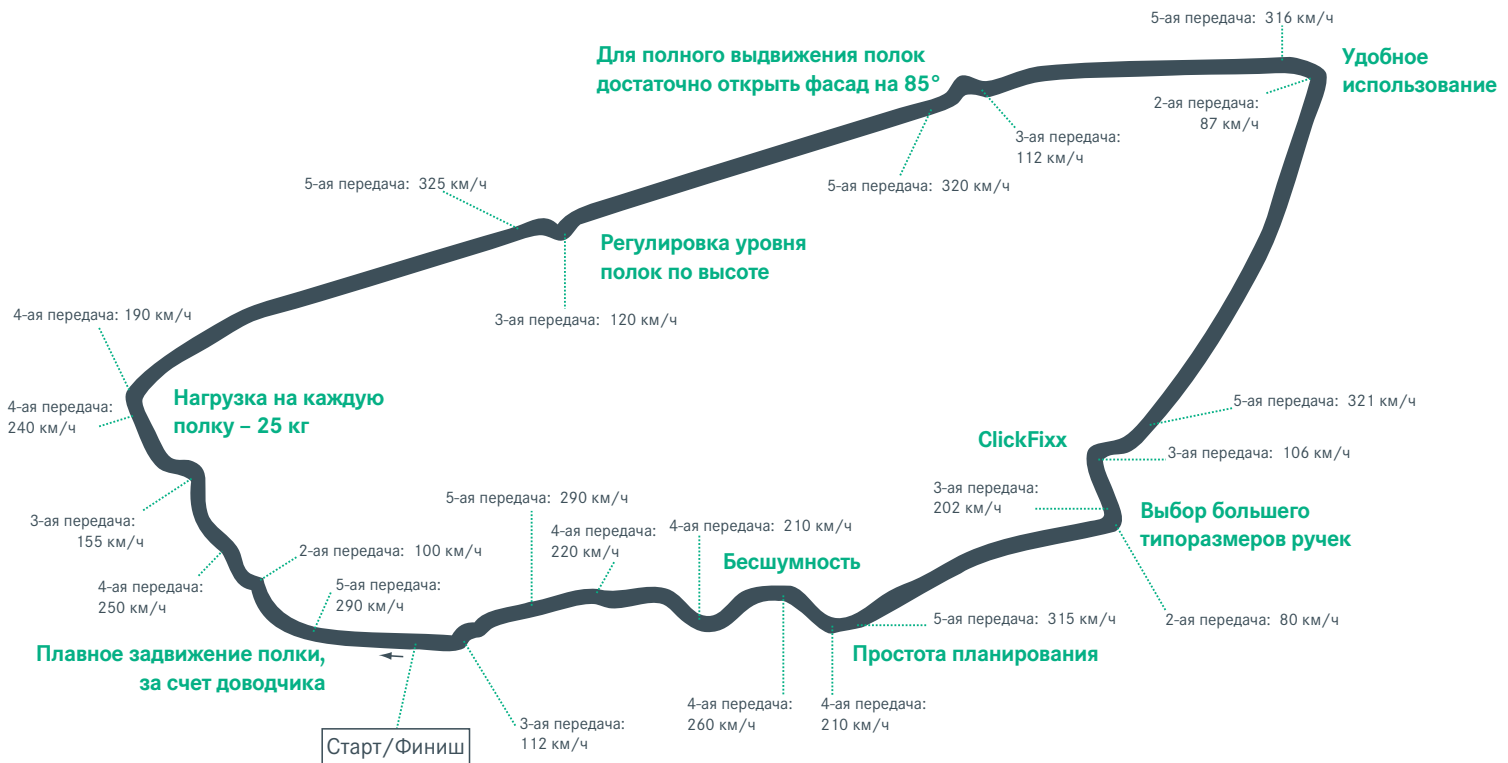 5-ая передача: 316 км/ч
Для полного выдвижения полок
достаточно открыть фасад на 85°
Удобное
использование
2-ая передача:
87 км/ч
3-ая передача:
112 км/ч
5-ая передача: 325 км/ч
5-ая передача: 320 км/ч
Регулировка уровня
полок по высоте
4-ая передача: 190 км/ч
3-ая передача: 120 км/ч
Нагрузка на каждую
полку – 25 кг
4-ая передача:
240 км/ч
5-ая передача: 321 км/ч
ClickFixx
3-ая передача: 106 км/ч
3-ая передача:
202 км/ч
5-ая передача: 290 км/ч
Выбор большего
типоразмеров ручек
3-ая передача:
155 км/ч
4-ая передача:
220 км/ч
4-ая передача: 210 км/ч
2-ая передача: 100 км/ч
Бесшумность
4-ая передача:
250 км/ч
5-ая передача:
290 км/ч
5-ая передача: 315 км/ч
2-ая передача: 80 км/ч
Плавное задвижение полки,
за счет доводчика
Простота планирования
4-ая передача:
260 км/ч
4-ая передача:
210 км/ч
3-ая передача:
112 км/ч
Старт/Финиш